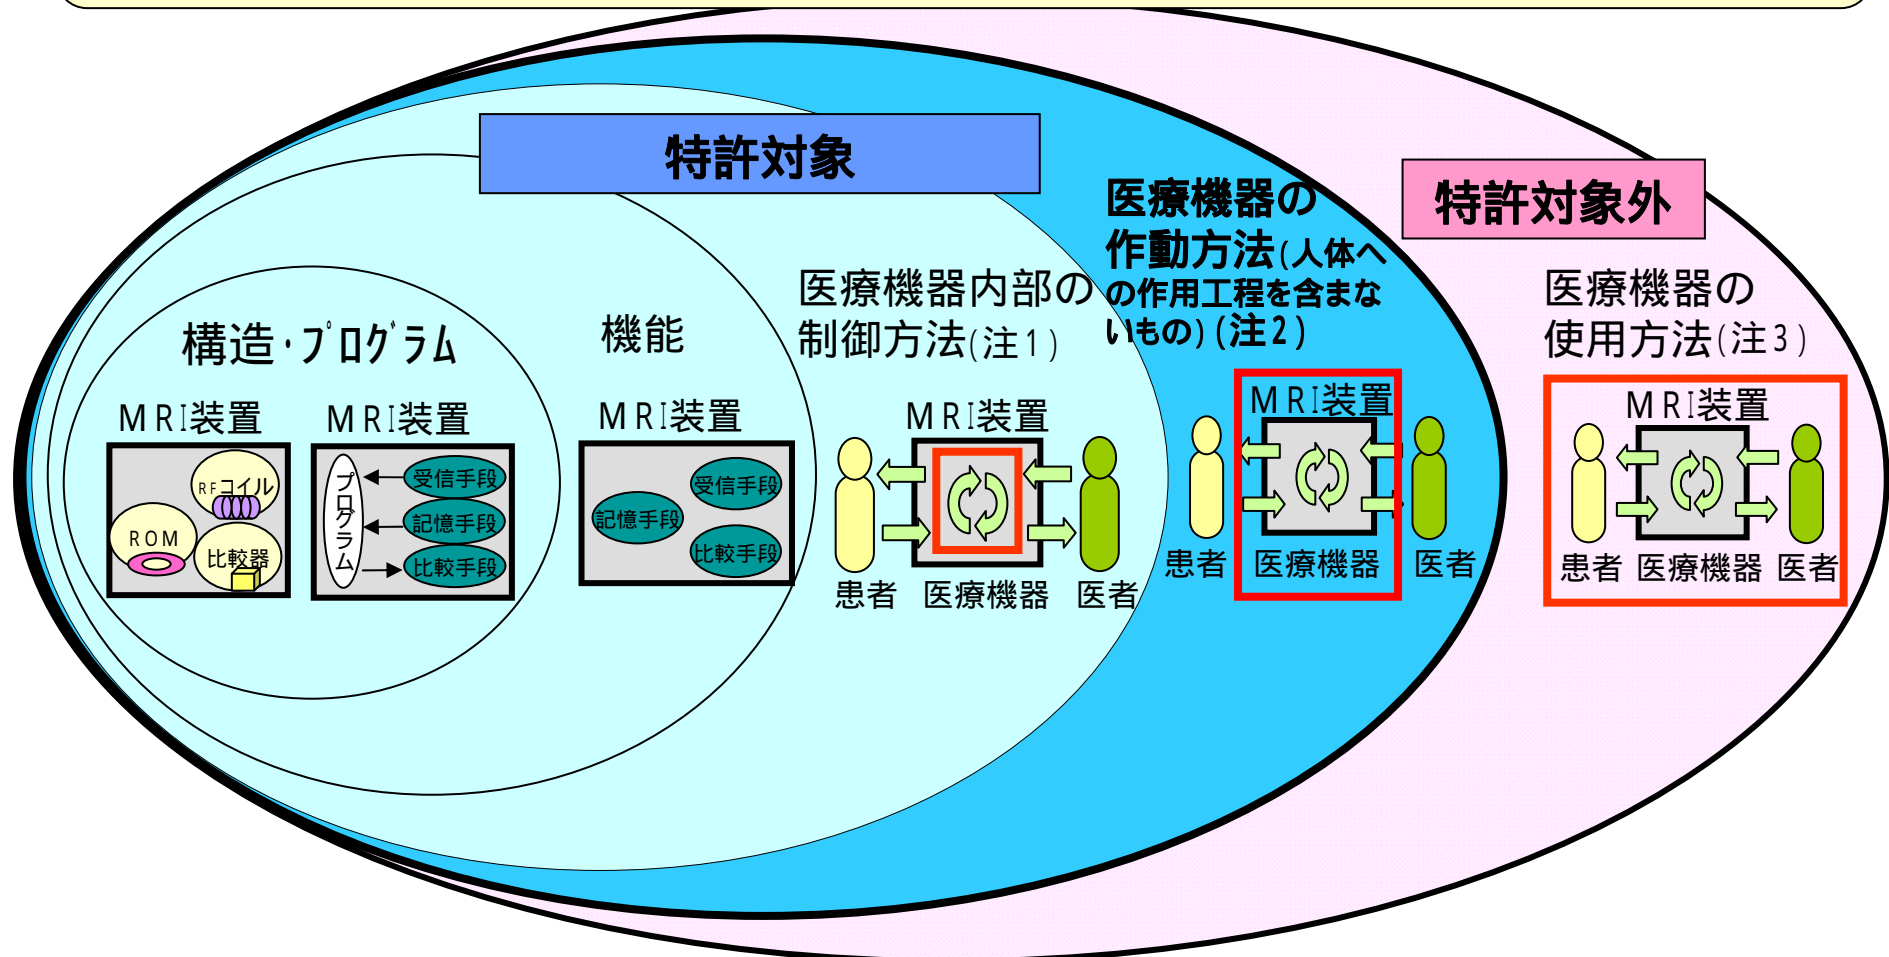 特許対象
特許対象外
構造・プログラム
MRI装置
RFコイル
ROM
比較器
MRI装置
プログラム
受信手段
記憶手段
比較手段
機能
MRI装置
受信手段
記憶手段
比較手段
医療機器内部の
制御方法(注1)
MRI装置
患者
医療機器
医者
医療機器の
作動方法(人体へ
の作用工程を含まな
いもの)(注2)
MRI装置
患者
医療機器
医者
医療機器の
使用方法(注3)
MRI装置
患者
医療機器
医者